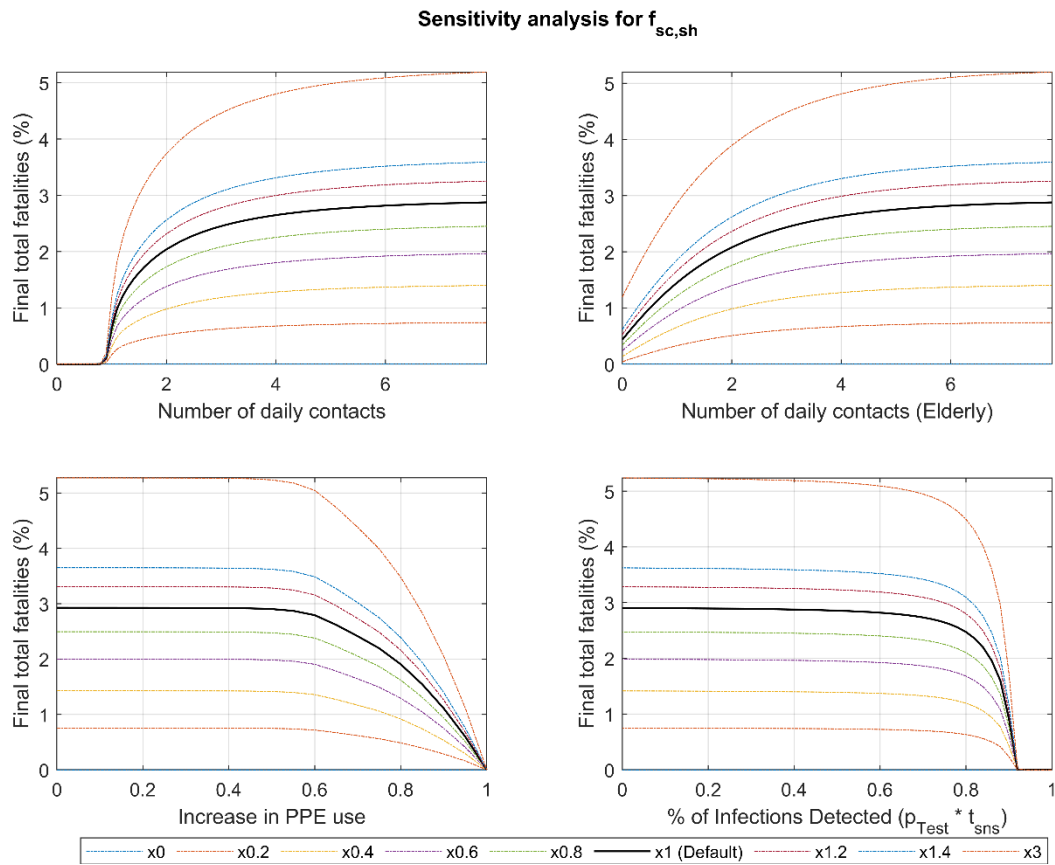 Sensitivity analysis for f_sc,sh
5
4
3
2
1
0
Final total fatalities (%)
0 2 4 6
Number of daily contacts
5
4
3
2
1
0
Final total fatalities (%)
0 2 4 6
Number of daily contacts (Elderly)
5
4
3
2
1
0
Final total fatalities (%)
0 0.2 0.4 0.6 0.8 1
Increase in PPE use
5
4
3
2
1
0
Final total fatalities (%)
0 0.2 0.4 0.6 0.8 1
% of Infections Detected (p_Test * t_sns)
x0 x0.2 x0.4 x0.6 x0.8 x1 (Default) x1.2 x1.4 x3